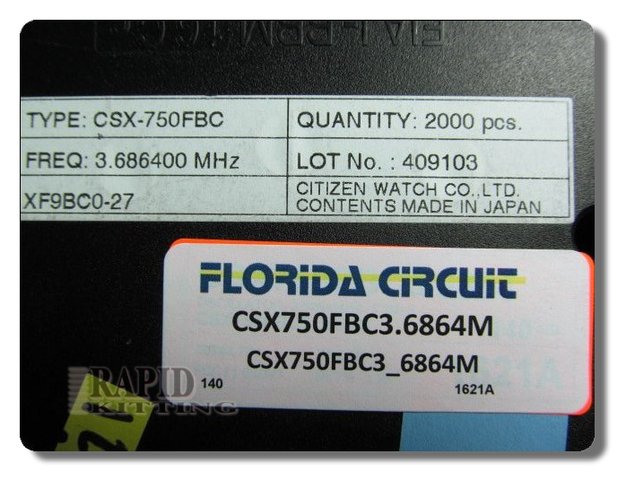 TYPE: CSX-750FBC
QUANTITY: 2000 pcs.
FREQ: 3.686400 MHz
LOT No. : 409103
XF9BC0-27
CITIZEN WATCH CO.,LTD.
CONTENTS MADE IN JAPAN
FLORIDA CIRCUIT
CSX750FBC3.6864M
CSX750FBC3_6864M
140
1621A
RAPID
KITTING